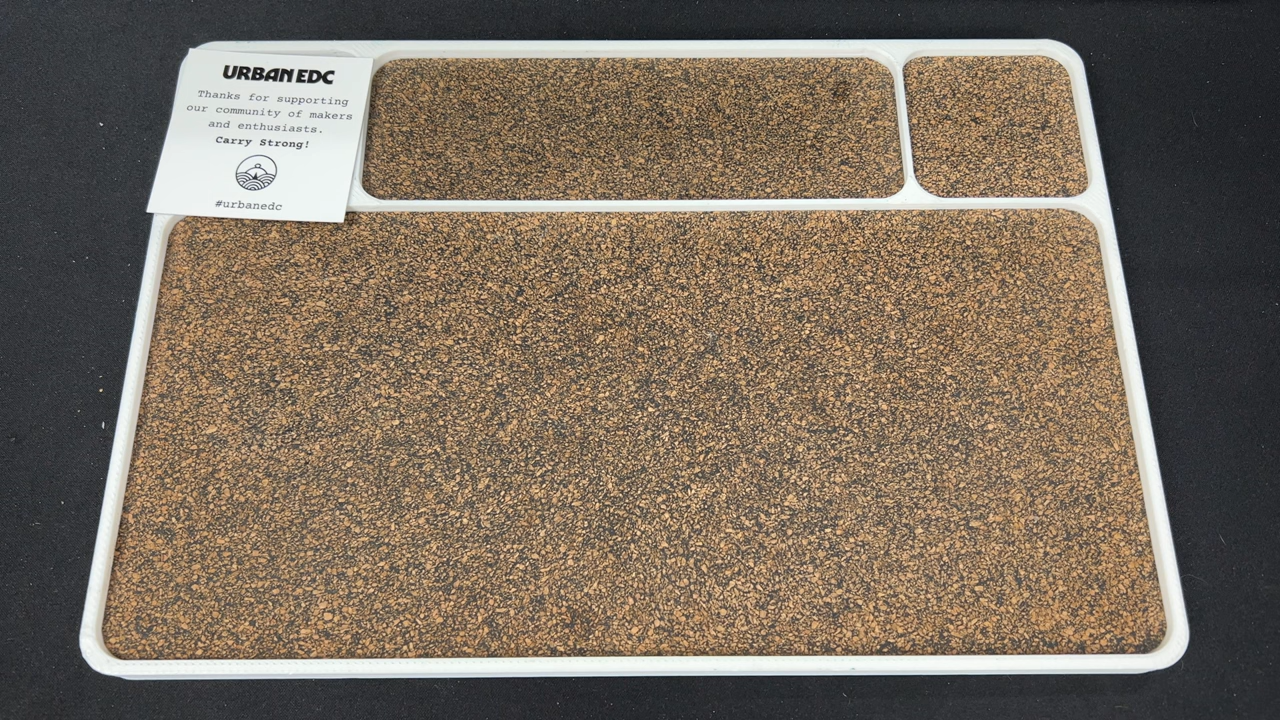 URBAN EDC
Thanks for supporting
our community of makers
and enthusiasts.
Carry Strong!
#urbanedc